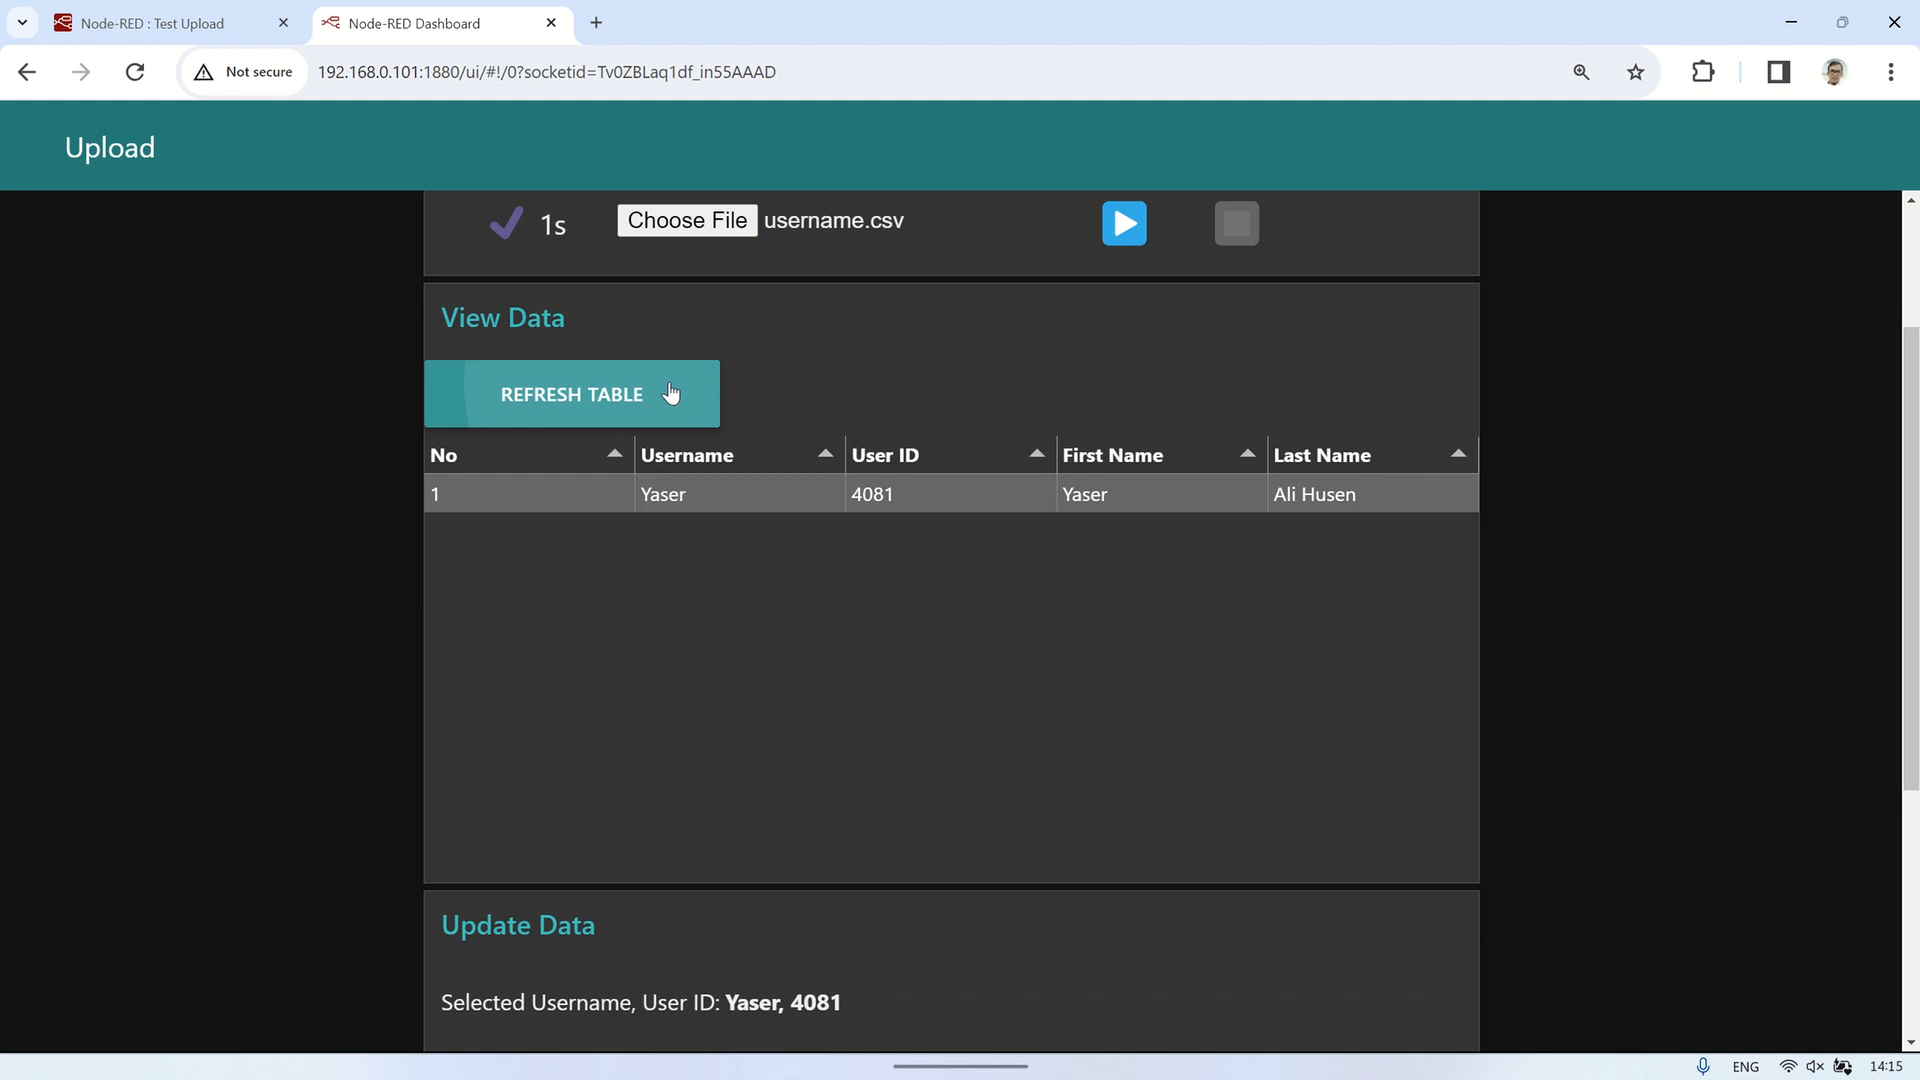 Node-RED : Test Upload
Node-RED Dashboard
Not secure
192.168.0.101:1880/ui/#!/0?socketid=Tv0ZBLaq1df_in55AAAD
Upload
1s
Choose File username.csv
View Data
REFRESH TABLE
No Username User ID First Name Last Name
1 Yaser 4081 Yaser Ali Husen
Update Data
Selected Username, User ID: Yaser, 4081
ENG 14:15